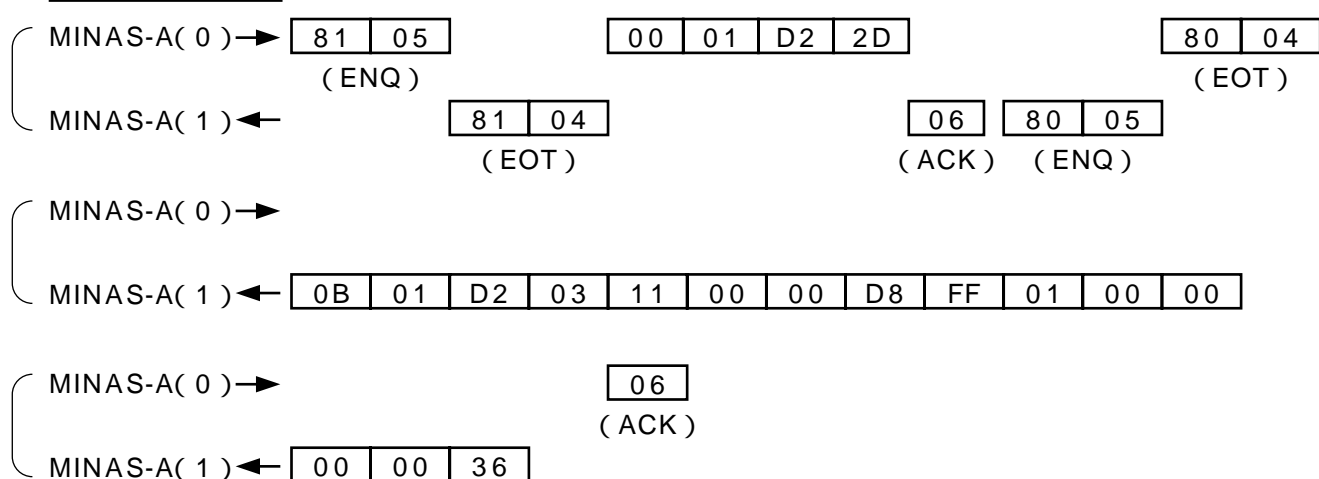 MINAS-A( 0 ) 81 05 00 01 D2 2D 80 04
( ENQ ) ( EOT )
MINAS-A( 1 ) 81 04 06 80 05
( EOT ) ( ACK ) ( ENQ )
MINAS-A( 0 )
MINAS-A( 1 ) 0B 01 D2 03 11 00 00 D8 FF 01 00 00
MINAS-A( 0 ) 06
( ACK )
MINAS-A( 1 ) 00 00 36